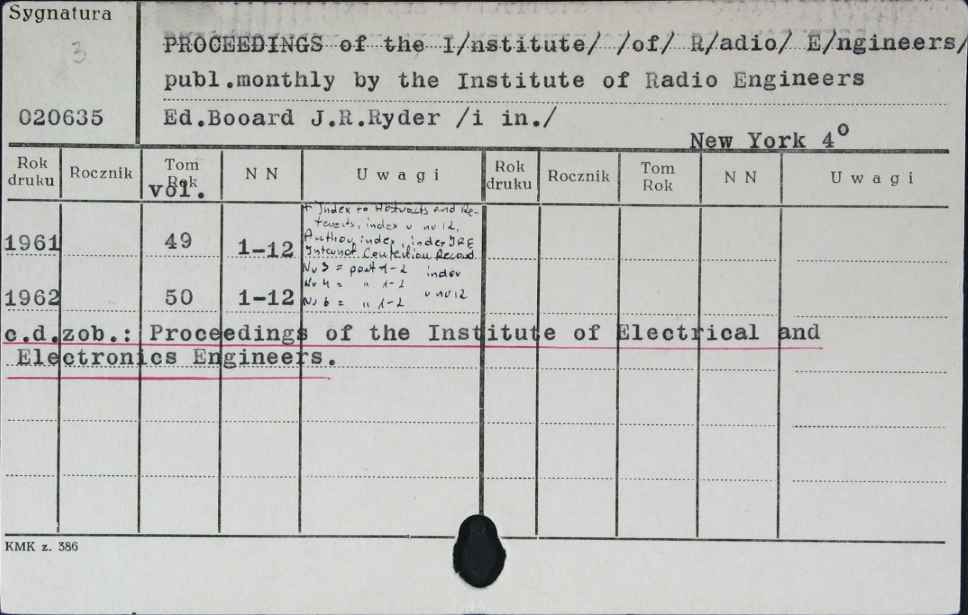 Sygnatura
3
PROCEEDINGS of the I/nstitute/ /of/ R/adio/ E/ngineers/
publ.monthly by the Institute of Radio Engineers
020635
Ed.Booard J.R.Ryder /i in./
New York 4°
Rok druku Rocznik Tom Rok vol. N N Uwagi Rok druku Rocznik Tom Rok N N Uwagi
+ Index to Abstracts and Re-
index w nr 12,
Author index, index IRE
1961 49 1-12 Record
Nr 3 = part 1-2 index
Nr 4 = " 1-2
1962 50 1-12 Nr 6 = " 1-2 w nr 12
c.d.zob.: Proceedings of the Institute of Electrical and
Electronics Engineers.
KMK z. 386